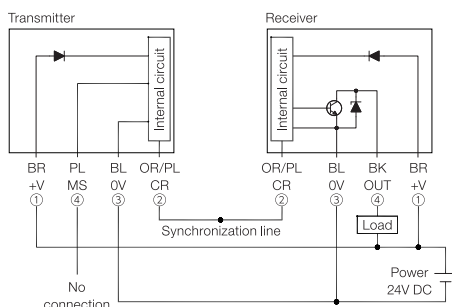 Transmitter Receiver
Internal circuit Internal circuit
BR PL BL OR/PL OR/PL BL BK BR
+V MS 0V CR CR 0V OUT +V
① ④ ③ ② ② ③ ④ ①
Load
Synchronization line
Power
24V DC
No
connection